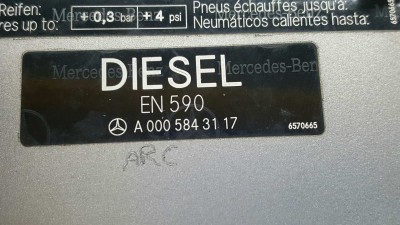 Reifen: Pneus échauffés jusqu'à:
res up to: + 0,3 bar + 4 psi Neumáticos calientes hasta:
DIESEL
EN 590
A 000 584 31 17
6570665
ARC